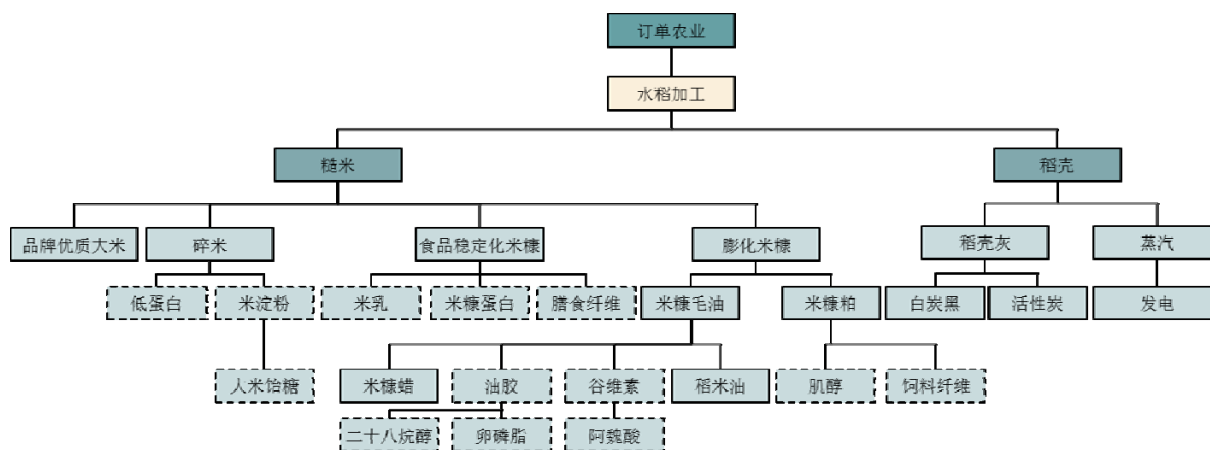 订单农业
水稻加工
糙米
稻壳
品牌优质大米
碎米
食品稳定化米糠
膨化米糠
稻壳灰
蒸汽
低蛋白
米淀粉
米乳
米糠蛋白
膳食纤维
米糠毛油
米糠粕
白炭黑
活性炭
发电
人米饴糖
米糠蜡
油胶
谷维素
稻米油
肌醇
饲料纤维
二十八烷醇
卵磷脂
阿魏酸